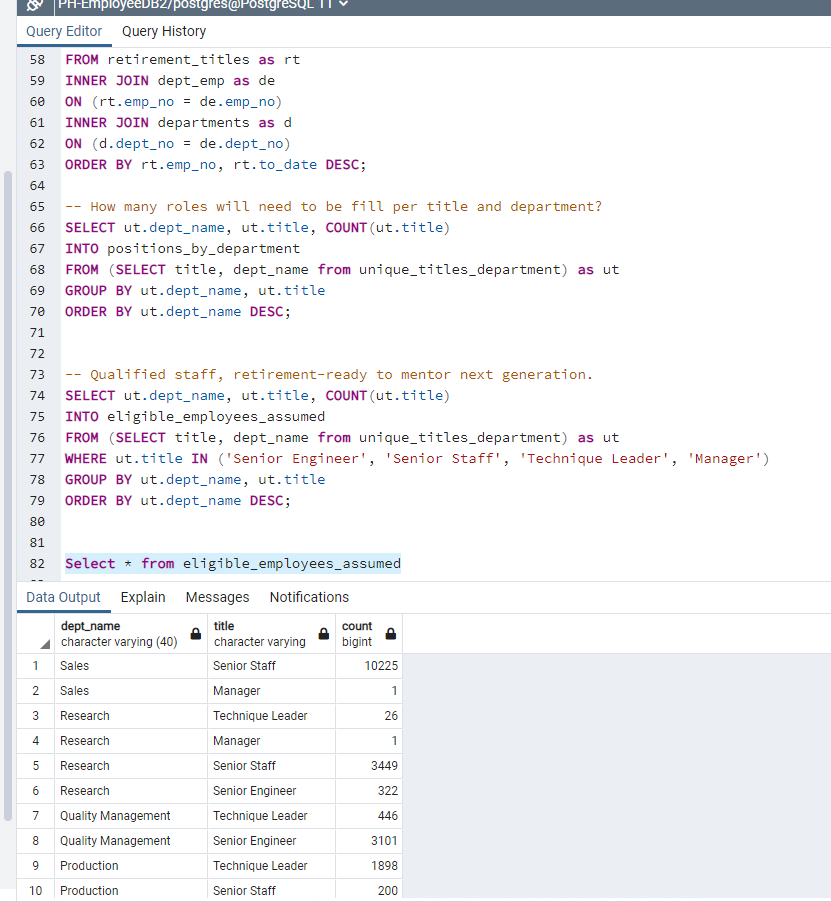 PH-EmployeeDB2/postgres@PostgreSQL 11
Query Editor Query History
58 FROM retirement_titles as rt
59 INNER JOIN dept_emp as de
60 ON (rt.emp_no = de.emp_no)
61 INNER JOIN departments as d
62 ON (d.dept_no = de.dept_no)
63 ORDER BY rt.emp_no, rt.to_date DESC;
64
65 -- How many roles will need to be fill per title and department?
66 SELECT ut.dept_name, ut.title, COUNT(ut.title)
67 INTO positions_by_department
68 FROM (SELECT title, dept_name from unique_titles_department) as ut
69 GROUP BY ut.dept_name, ut.title
70 ORDER BY ut.dept_name DESC;
71
72
73 -- Qualified staff, retirement-ready to mentor next generation.
74 SELECT ut.dept_name, ut.title, COUNT(ut.title)
75 INTO eligible_employees_assumed
76 FROM (SELECT title, dept_name from unique_titles_department) as ut
77 WHERE ut.title IN ('Senior Engineer', 'Senior Staff', 'Technique Leader', 'Manager')
78 GROUP BY ut.dept_name, ut.title
79 ORDER BY ut.dept_name DESC;
80
81
82 Select * from eligible_employees_assumed
Data Output Explain Messages Notifications
dept_name title count
character varying (40) character varying bigint
1 Sales Senior Staff 10225
2 Sales Manager 1
3 Research Technique Leader 26
4 Research Manager 1
5 Research Senior Staff 3449
6 Research Senior Engineer 322
7 Quality Management Technique Leader 446
8 Quality Management Senior Engineer 3101
9 Production Technique Leader 1898
10 Production Senior Staff 200